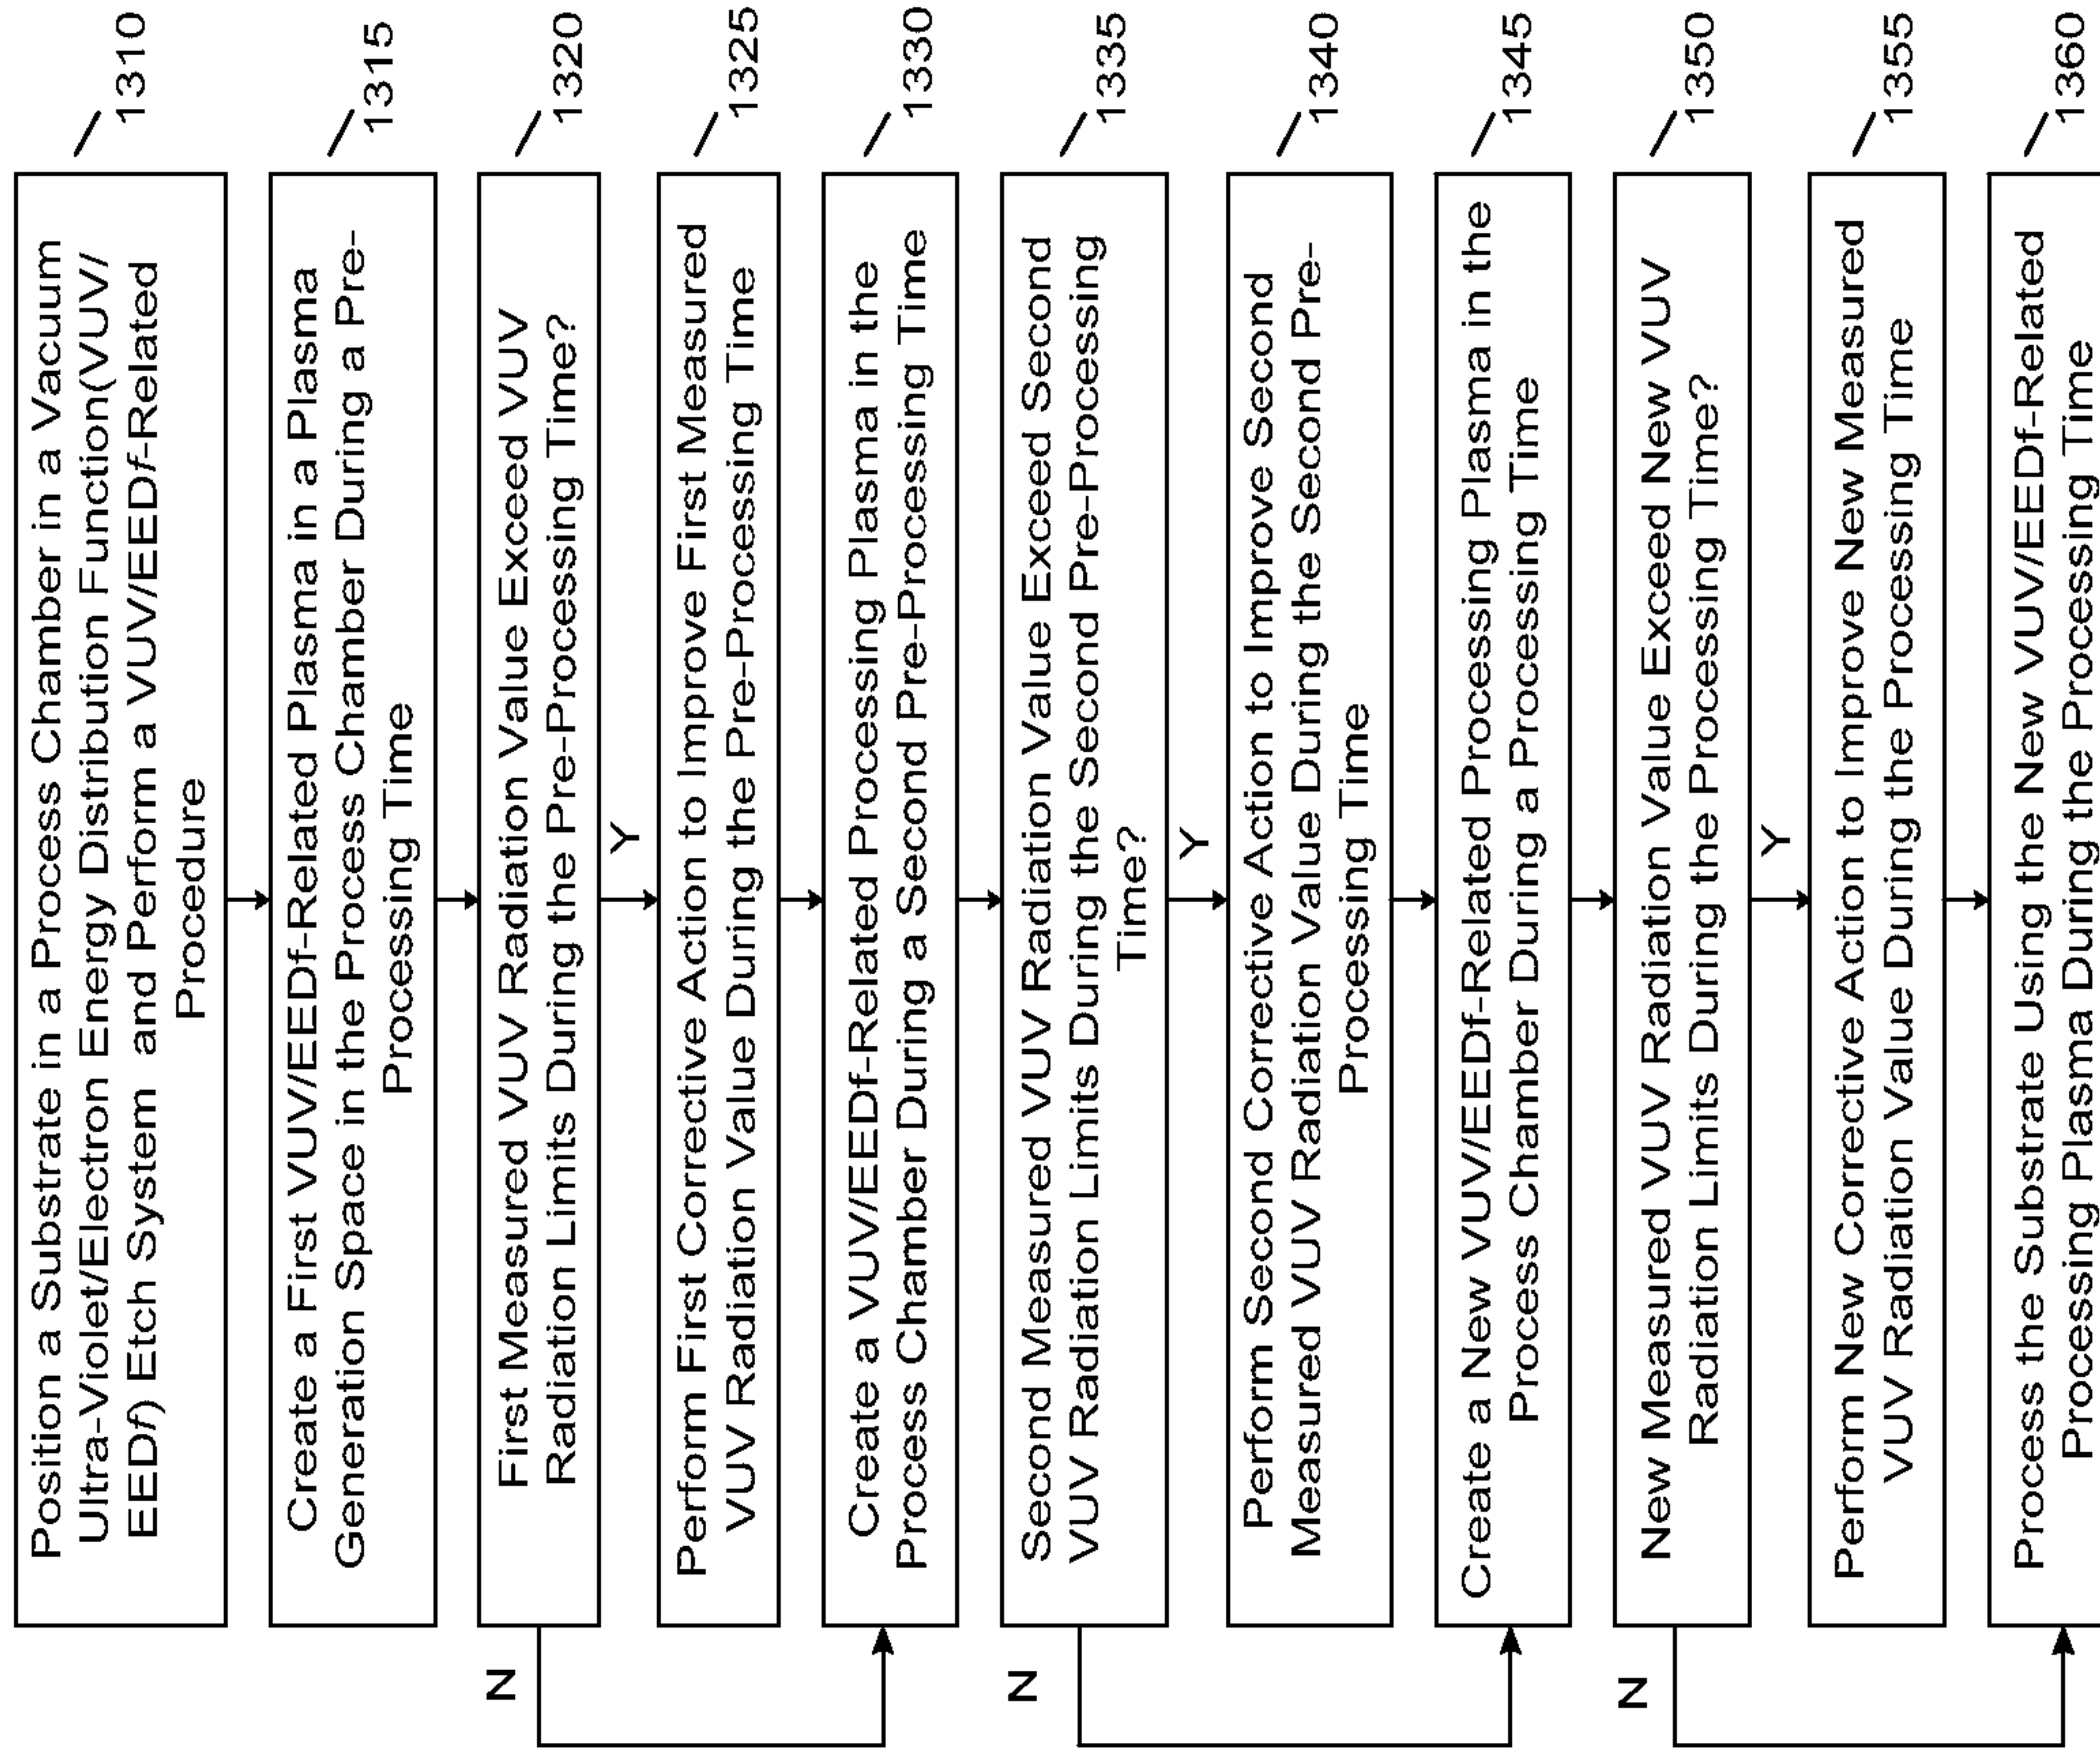 Position a Substrate in a Process Chamber in a Vacuum
Ultra-Violet/Electron Energy Distribution Function(VUV/
EEDf) Etch System and Perform a VUV/EEDf-Related
Procedure
1310
Create a First VUV/EEDf-Related Plasma in a Plasma
Generation Space in the Process Chamber During a Pre-
Processing Time
1315
First Measured VUV Radiation Value Exceed VUV
Radiation Limits During the Pre-Processing Time?
1320
N
Y
Perform First Corrective Action to Improve First Measured
VUV Radiation Value During the Pre-Processing Time
1325
Create a VUV/EEDf-Related Processing Plasma in the
Process Chamber During a Second Pre-Processing Time
1330
Second Measured VUV Radiation Value Exceed Second
VUV Radiation Limits During the Second Pre-Processing
Time?
1335
N
Y
Perform Second Corrective Action to Improve Second
Measured VUV Radiation Value During the Second Pre-
Processing Time
1340
Create a New VUV/EEDf-Related Processing Plasma in the
Process Chamber During a Processing Time
1345
New Measured VUV Radiation Value Exceed New VUV
Radiation Limits During the Processing Time?
1350
N
Y
Perform New Corrective Action to Improve New Measured
VUV Radiation Value During the Processing Time
1355
Process the Substrate Using the New VUV/EEDf-Related
Processing Plasma During the Processing Time
1360